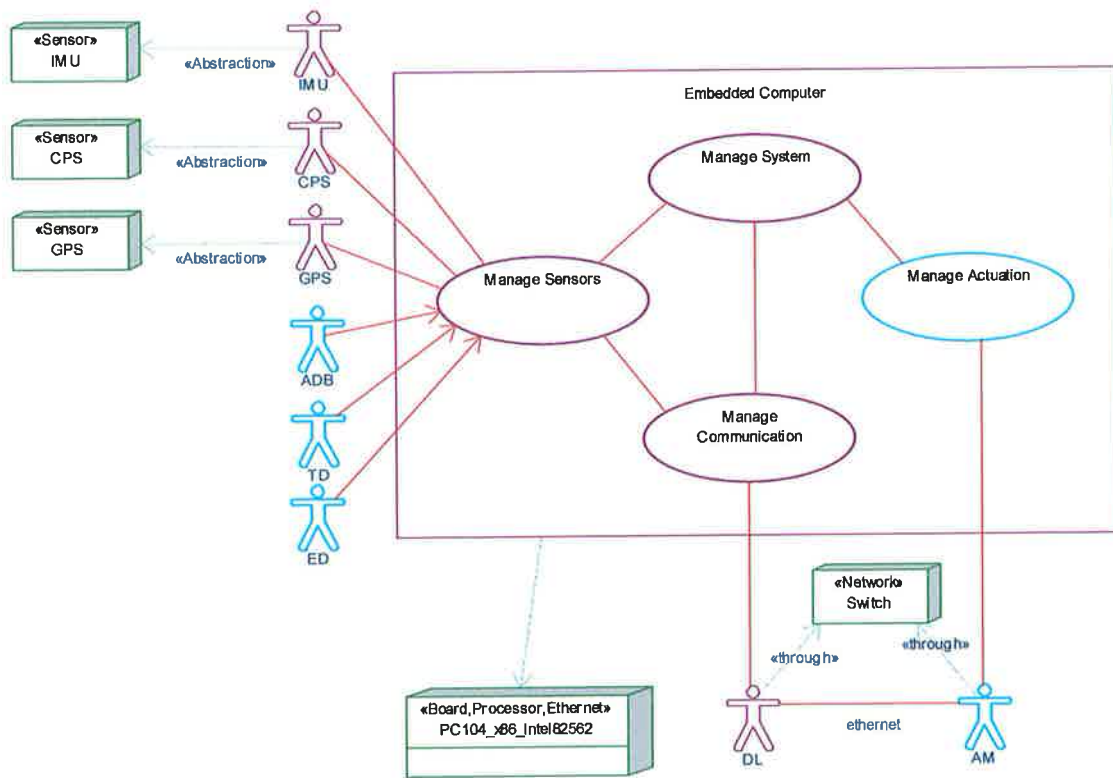 «Sensor»
IMU
«Abstraction»
IMU
«Sensor»
CPS
«Abstraction»
CPS
«Sensor»
GPS
«Abstraction»
GPS
ADB
TD
ED
Embedded Computer
Manage System
Manage Sensors
Manage Actuation
Manage
Communication
«Network»
Switch
«through»
«through»
«Board,Processor,Ethernet»
PC104_x86_Intel82562
DL
ethernet
AM